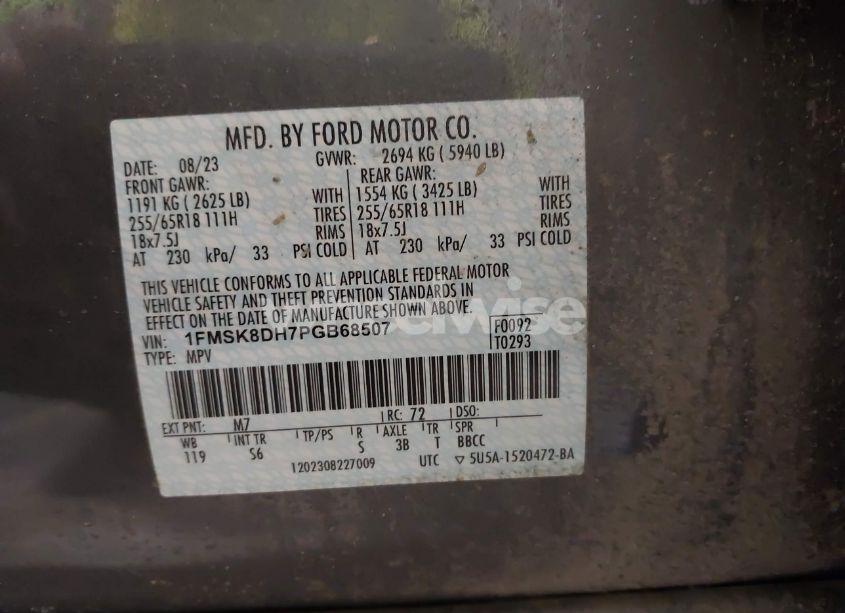 MFD. BY FORD MOTOR CO.
DATE: 08/23 GVWR: 2694 KG ( 5940 LB)
FRONT GAWR: REAR GAWR:
1191 KG ( 2625 LB) WITH 1554 KG ( 3425 LB) WITH
255/65R18 111H TIRES 255/65R18 111H TIRES
18x7.5J RIMS 18x7.5J RIMS
AT 230 kPa/ 33 PSI COLD AT 230 kPa/ 33 PSI COLD
THIS VEHICLE CONFORMS TO ALL APPLICABLE FEDERAL MOTOR
VEHICLE SAFETY AND THEFT PREVENTION STANDARDS IN
EFFECT ON THE DATE OF MANUFACTURE SHOWN ABOVE.
VIN: 1FMSK8DH7PGB68507 F0092
TYPE: MPV T0293
EXT PNT: M7 RC: 72 DSO:
WB INT TR TP/PS R AXLE TR SPR
119 S6 S 3B T BBCC
1202308227009 UTC ▽ 5U5A-1520472-BA